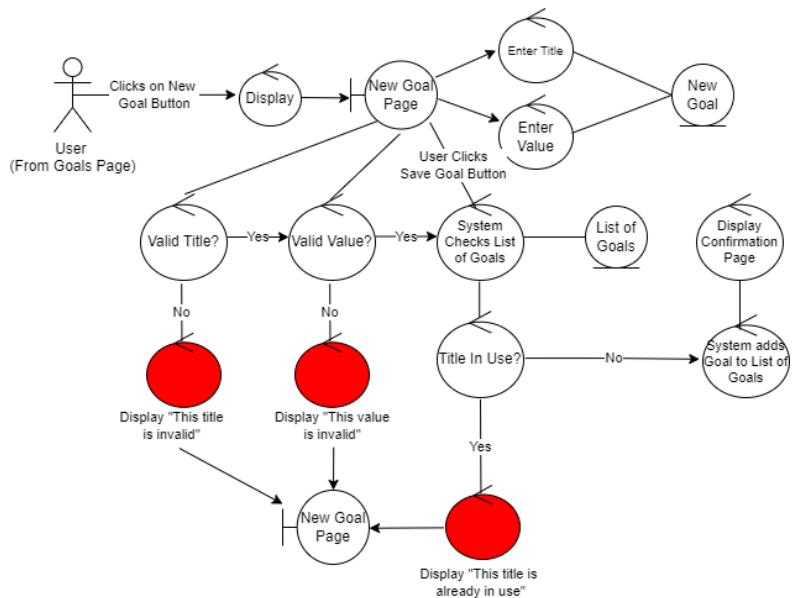 Clicks on New
Goal Button
User
(From Goals Page)
Display
New Goal
Page
Enter Title
Enter
Value
New
Goal
User Clicks
Save Goal Button
Valid Title?
Yes
Valid Value?
Yes
System
Checks List
of Goals
List of
Goals
Display
Confirmation
Page
No
No
Title In Use?
No
System adds
Goal to List of
Goals
Display "This title
is invalid"
Display "This value
is invalid"
Yes
New Goal
Page
Display "This title is
already in use"